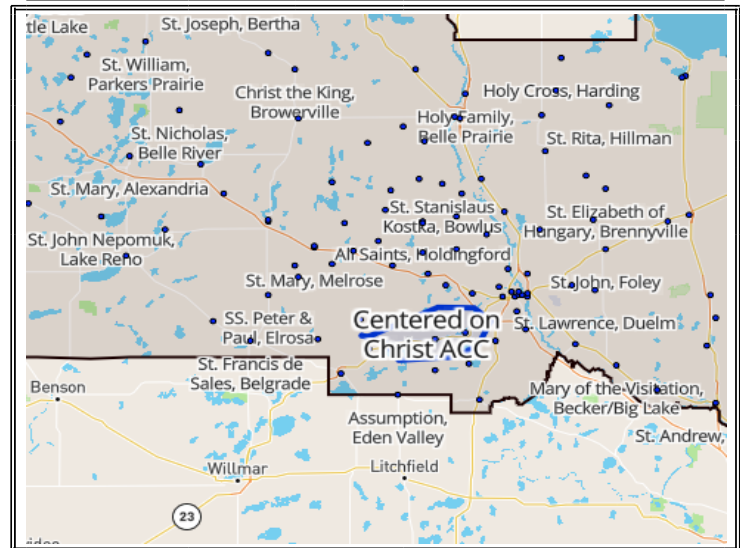 tle Lake
St. Joseph, Bertha
St. William,
Parkers Prairie
Christ the King,
Browerville
Holy Cross, Harding
Holy Family,
Belle Prairie
St. Nicholas,
Belle River
St. Rita, Hillman
St. Mary, Alexandria
St. Stanislaus
Kostka, Bowlus
St. Elizabeth of
Hungary, Brennyville
St. John Nepomuk,
Lake Reno
All Saints, Holdingford
St. Mary, Melrose
St. John, Foley
SS. Peter &
Paul, Elrosa
Centered on
Christ ACC
St. Lawrence, Duelm
St. Francis de
Sales, Belgrade
Benson
Mary of the Visitation,
Becker/Big Lake
Assumption,
Eden Valley
St. Andrew,
Willmar
Litchfield
23